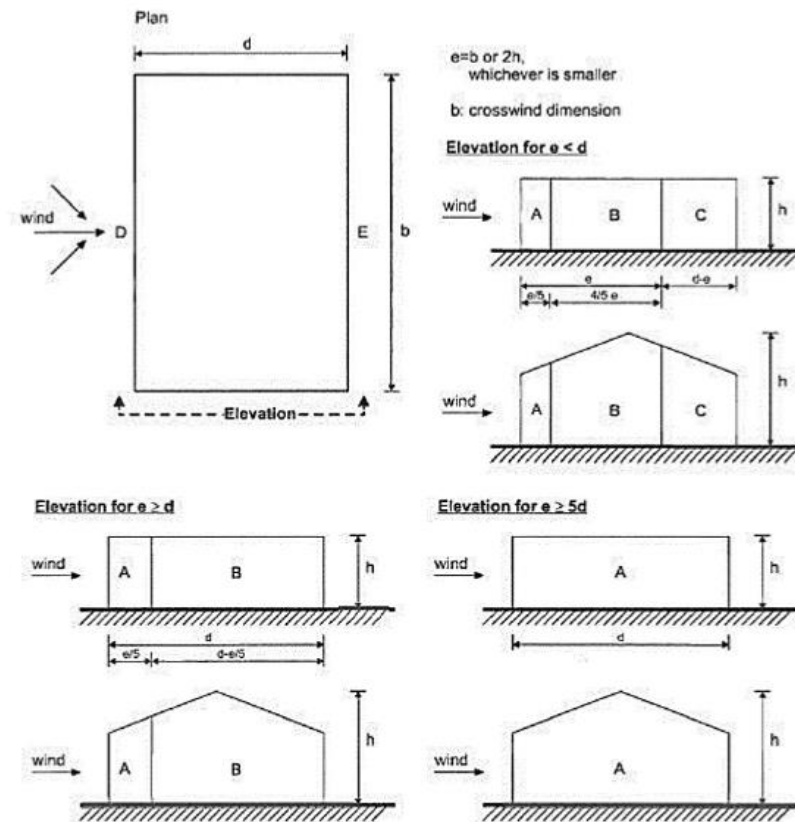 Plan
d
e=b or 2h,
whichever is smaller
b: crosswind dimension
Elevation for e < d
wind
D
E
b
wind
A
B
C
h
e
d-e
e/5
4/5 e
Elevation
wind
A
B
C
h
Elevation for e ≥ d
Elevation for e ≥ 5d
wind
A
B
h
wind
A
h
d
e/5
d-e/5
d
wind
A
B
h
wind
A
h